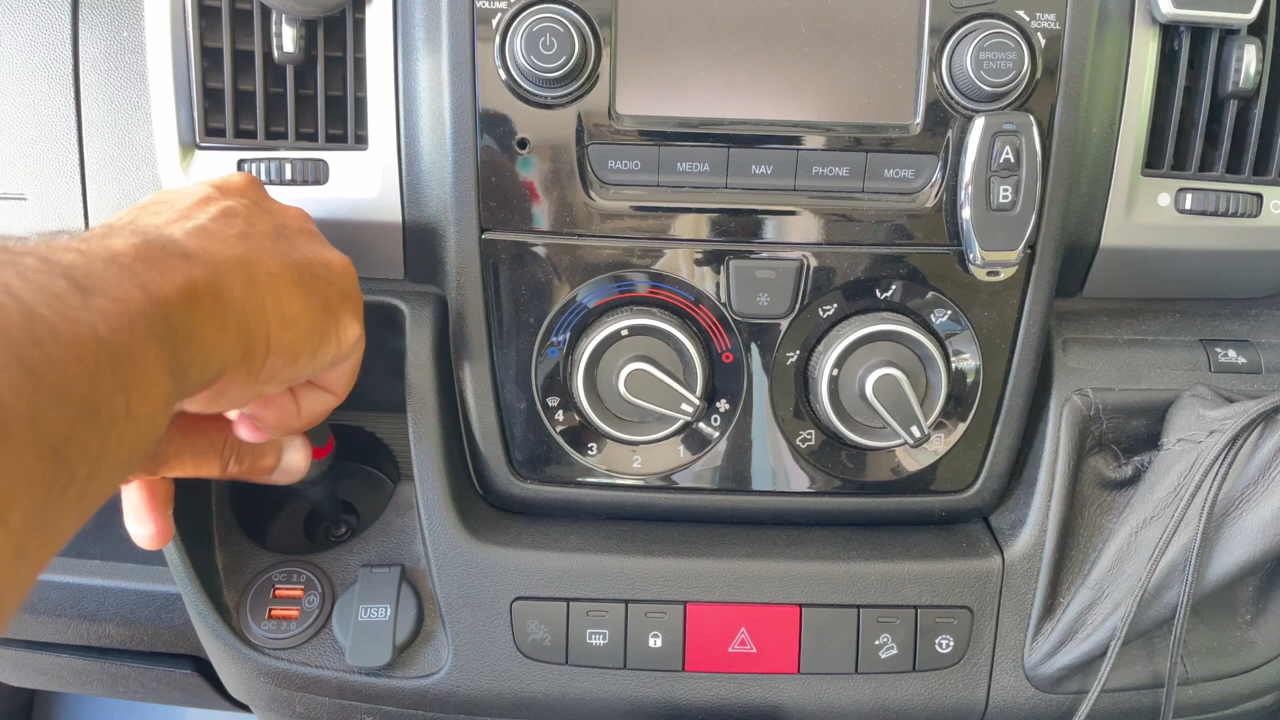 VOLUME
TUNE
SCROLL
BROWSE
ENTER
RADIO
MEDIA
NAV
PHONE
MORE
A
B
4
3
2
1
0
QC 3.0
QC 3.0
USB
2